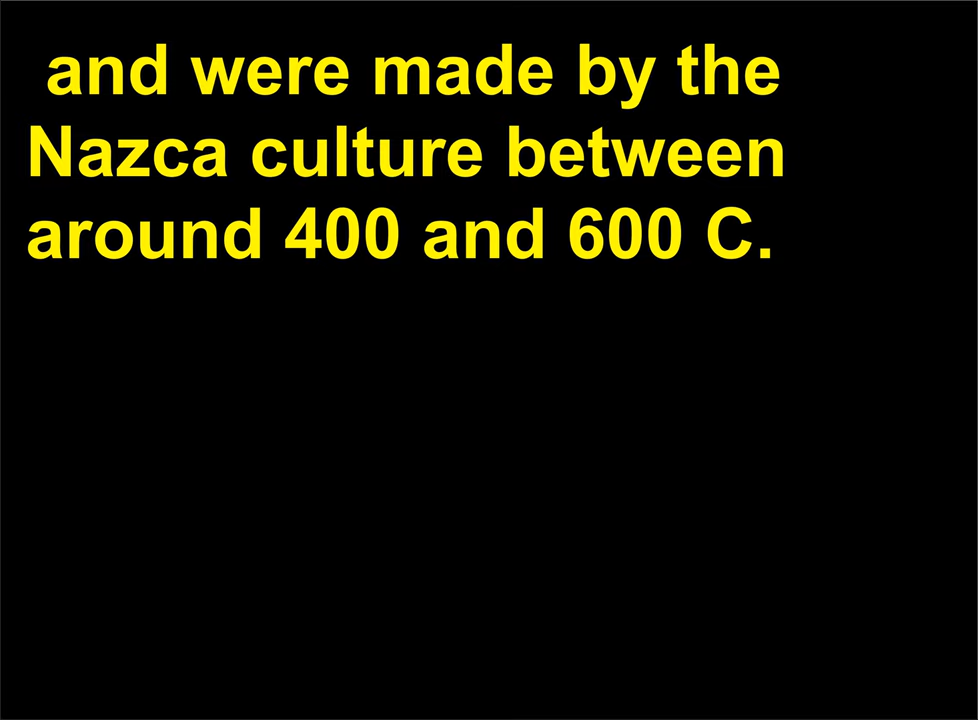 and were made by the
Nazca culture between
around 400 and 600 C.